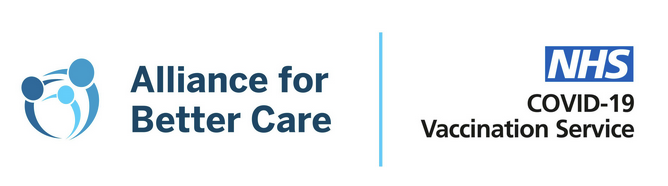 Alliance for
Better Care
NHS
COVID-19
Vaccination Service